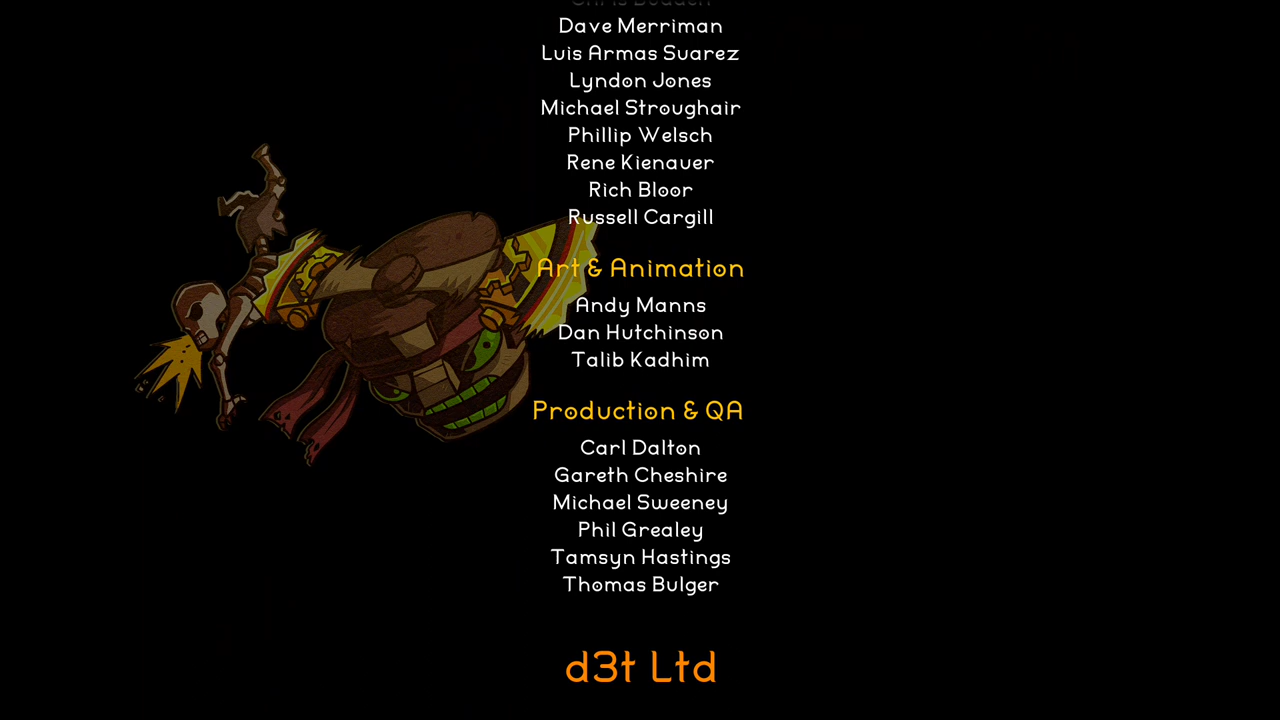 Dave Merriman
Luis Armas Suarez
Lyndon Jones
Michael Stroughair
Phillip Welsch
Rene Kienauer
Rich Bloor
Russell Cargill
Art & Animation
Andy Manns
Dan Hutchinson
Talib Kadhim
Production & QA
Carl Dalton
Gareth Cheshire
Michael Sweeney
Phil Grealey
Tamsyn Hastings
Thomas Bulger
d3t Ltd